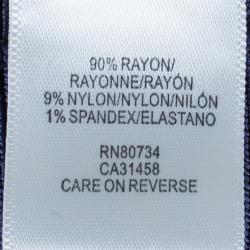 90% RAYON/
RAYONNE/RAYÓN
9% NYLON/NYLON/NILÓN
1% SPANDEX/ELASTANO
RN80734
CA31458
CARE ON REVERSE